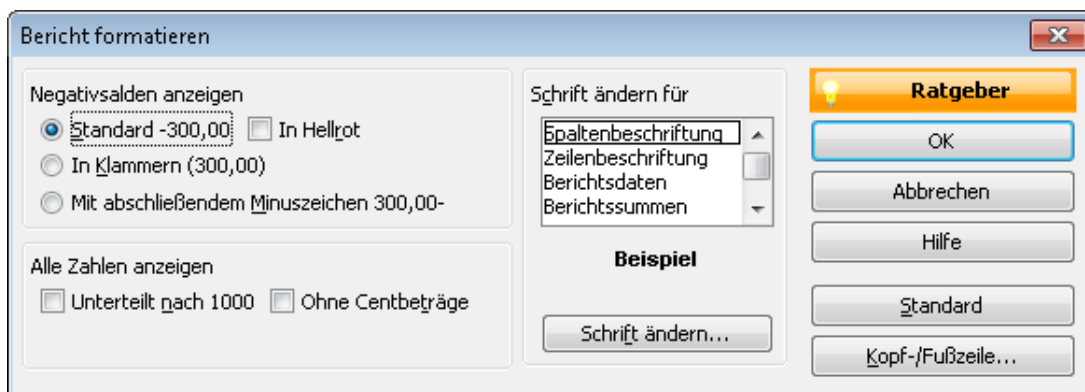 Bericht formatieren
Negativsalden anzeigen
Standard -300,00 In Hellrot
In Klammern (300,00)
Mit abschließendem Minuszeichen 300,00-
Alle Zahlen anzeigen
Unterteilt nach 1000 Ohne Centbeträge
Schrift ändern für
Spaltenbeschriftung
Zeilenbeschriftung
Berichtsdaten
Berichtssummen
Beispiel
Schrift ändern...
Ratgeber
OK
Abbrechen
Hilfe
Standard
Kopf-/Fußzeile...